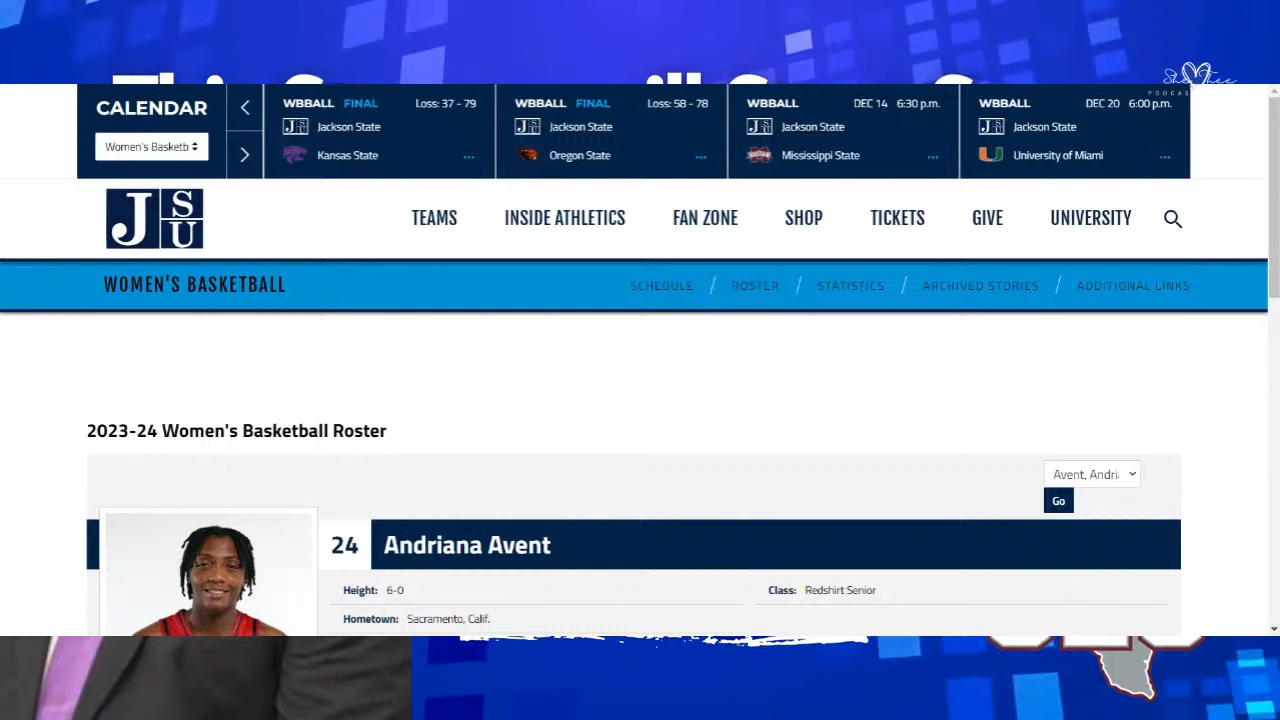 CALENDAR
Women's Basketb
WBBALL FINAL Loss: 37 - 79
Jackson State
Kansas State
WBBALL FINAL Loss: 58 - 78
Jackson State
Oregon State
WBBALL DEC 14 6:30 p.m.
Jackson State
Mississippi State
WBBALL DEC 20 6:00 p.m.
Jackson State
University of Miami
JSU
TEAMS INSIDE ATHLETICS FAN ZONE SHOP TICKETS GIVE UNIVERSITY
WOMEN'S BASKETBALL
SCHEDULE / ROSTER / STATISTICS / ARCHIVED STORIES / ADDITIONAL LINKS
2023-24 Women's Basketball Roster
Avent, Andri
Go
24 Andriana Avent
Height: 6-0 Class: Redshirt Senior
Hometown: Sacramento, Calif.